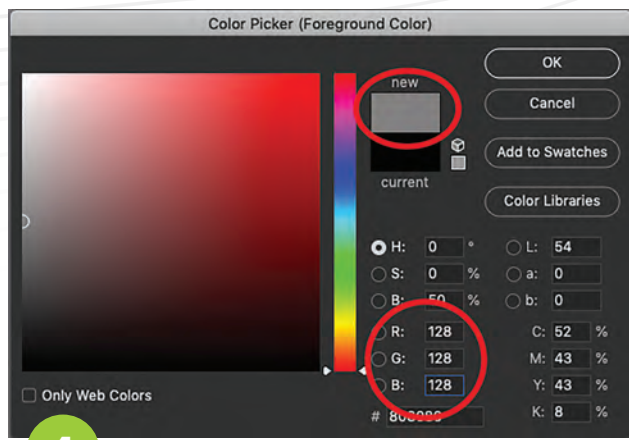 Color Picker (Foreground Color)
new
current
OK
Cancel
Add to Swatches
Color Libraries
H: 0 °
S: 0 %
B: 50 %
R: 128
G: 128
B: 128
#
L: 54
a: 0
b: 0
C: 52 %
M: 43 %
Y: 43 %
K: 8 %
Only Web Colors